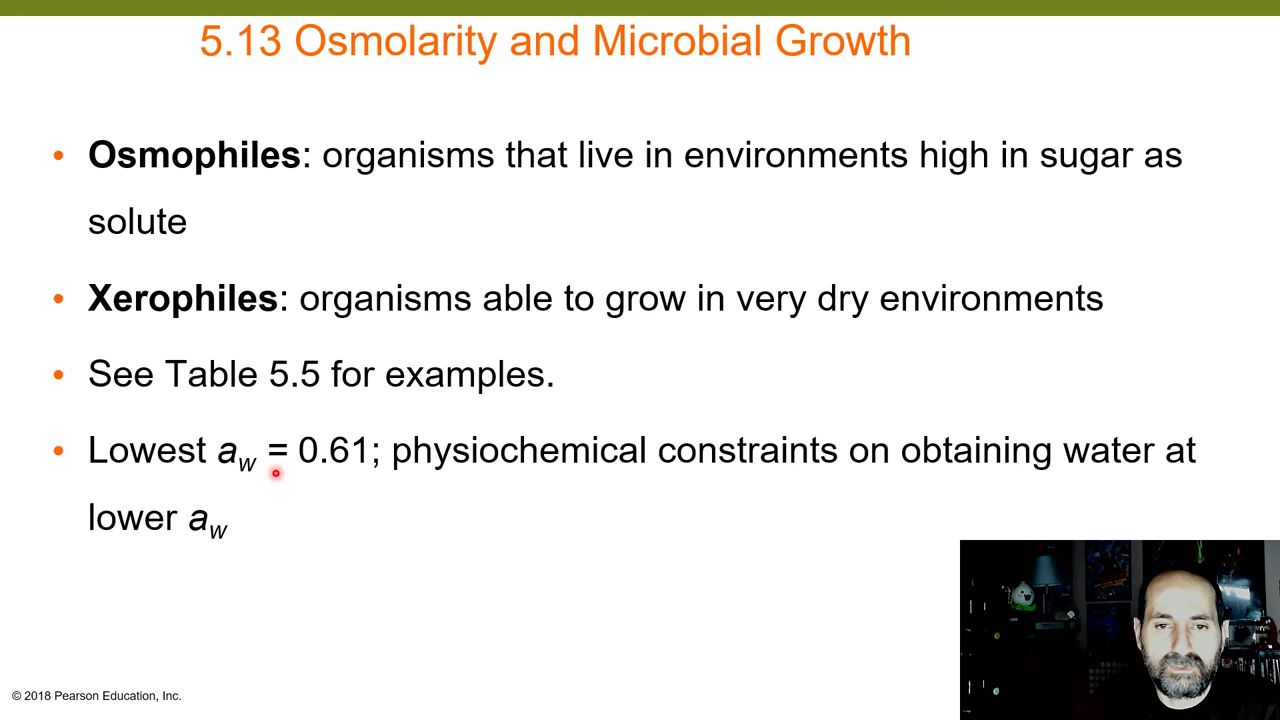 5.13 Osmolarity and Microbial Growth
• Osmophiles: organisms that live in environments high in sugar as
solute
• Xerophiles: organisms able to grow in very dry environments
• See Table 5.5 for examples.
• Lowest aw = 0.61; physiochemical constraints on obtaining water at
lower aw
© 2018 Pearson Education, Inc.